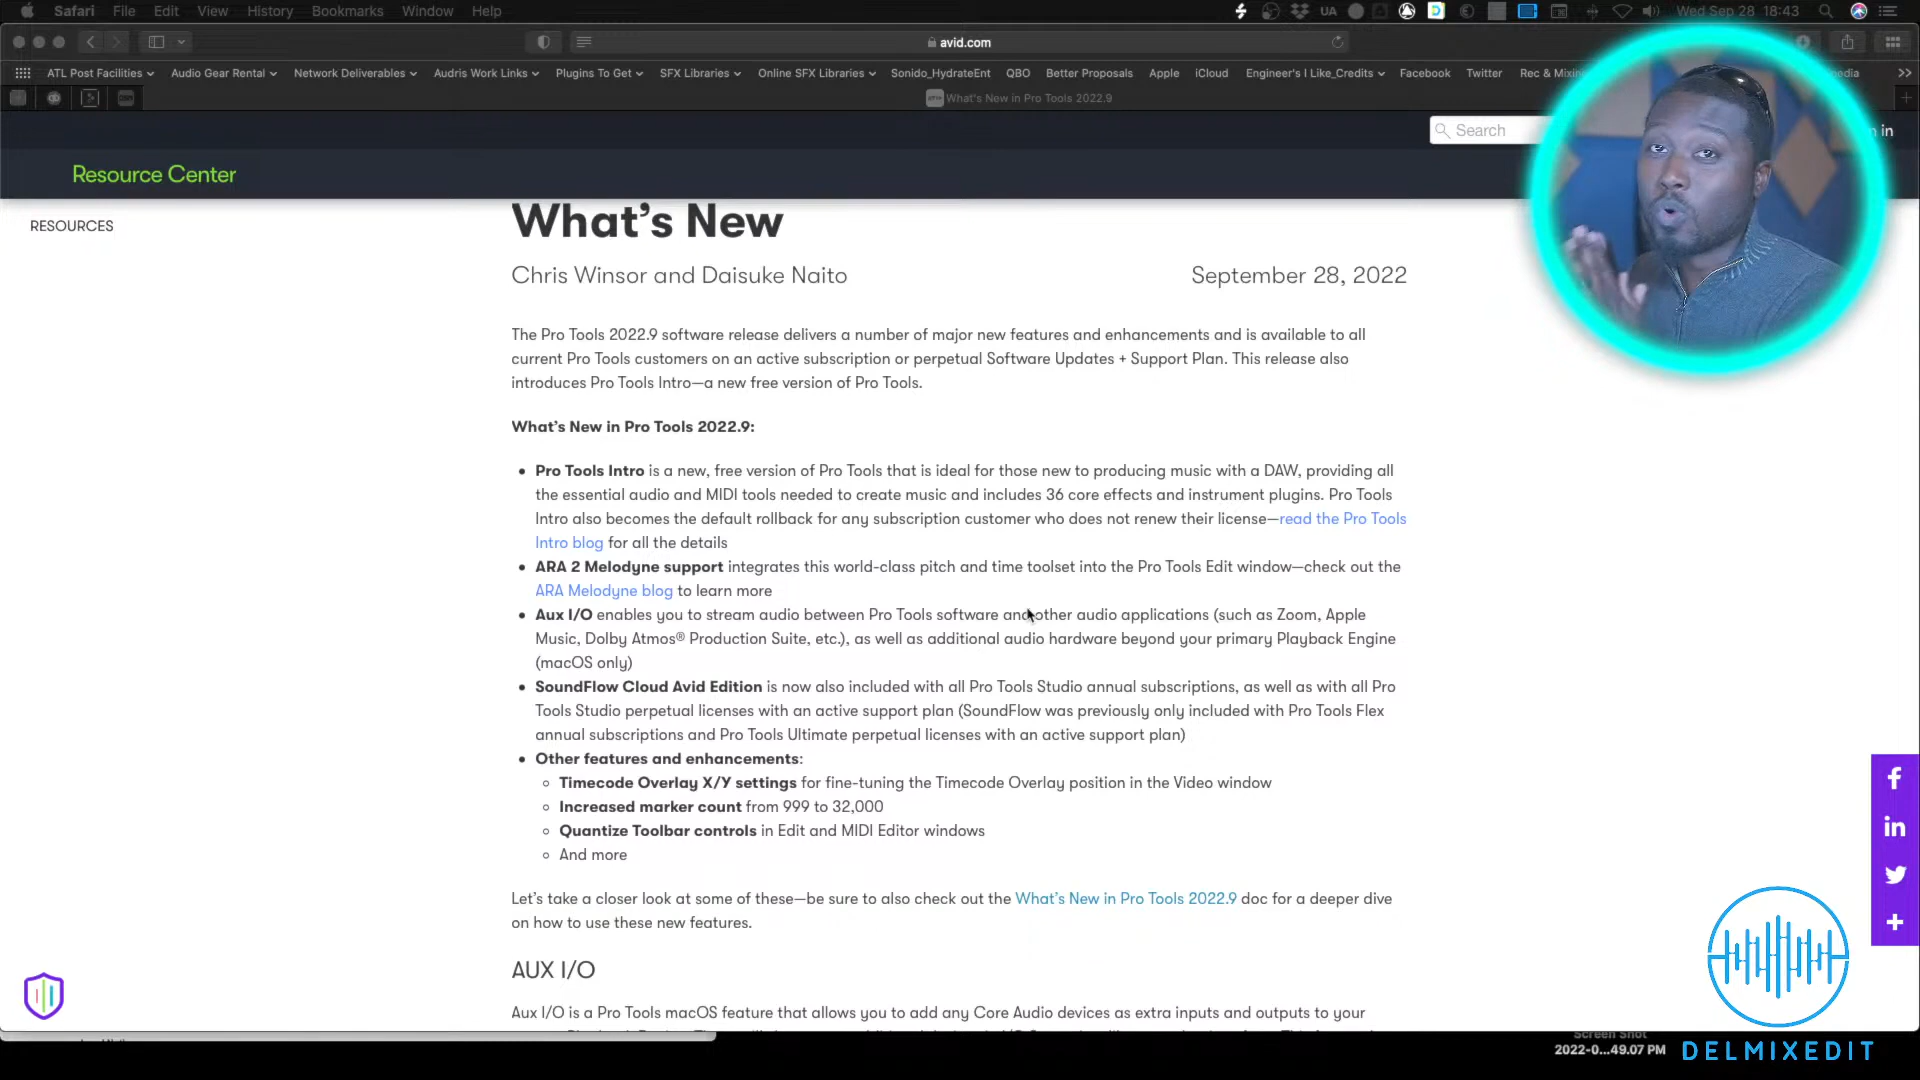 Safari File Edit View History Bookmarks Window Help
UA
Wed Sep 28 18:43
avid.com
ATL Post Facilities Audio Gear Rental Network Deliverables Audris Work Links Plugins To Get SFX Libraries Online SFX Libraries Sonido_HydrateEnt QBO Better Proposals Apple iCloud Engineer's I Like_Credits Facebook Twitter Rec & Mixin
What's New in Pro Tools 2022.9
Search
n in
Resource Center
RESOURCES
What's New
Chris Winsor and Daisuke Naito
September 28, 2022
The Pro Tools 2022.9 software release delivers a number of major new features and enhancements and is available to all
current Pro Tools customers on an active subscription or perpetual Software Updates + Support Plan. This release also
introduces Pro Tools Intro—a new free version of Pro Tools.
What's New in Pro Tools 2022.9:
• Pro Tools Intro is a new, free version of Pro Tools that is ideal for those new to producing music with a DAW, providing all
the essential audio and MIDI tools needed to create music and includes 36 core effects and instrument plugins. Pro Tools
Intro also becomes the default rollback for any subscription customer who does not renew their license—read the Pro Tools
Intro blog for all the details
• ARA 2 Melodyne support integrates this world-class pitch and time toolset into the Pro Tools Edit window—check out the
ARA Melodyne blog to learn more
• Aux I/O enables you to stream audio between Pro Tools software and other audio applications (such as Zoom, Apple
Music, Dolby Atmos® Production Suite, etc.), as well as additional audio hardware beyond your primary Playback Engine
(macOS only)
• SoundFlow Cloud Avid Edition is now also included with all Pro Tools Studio annual subscriptions, as well as with all Pro
Tools Studio perpetual licenses with an active support plan (SoundFlow was previously only included with Pro Tools Flex
annual subscriptions and Pro Tools Ultimate perpetual licenses with an active support plan)
• Other features and enhancements:
Timecode Overlay X/Y settings for fine-tuning the Timecode Overlay position in the Video window
Increased marker count from 999 to 32,000
Quantize Toolbar controls in Edit and MIDI Editor windows
And more
Let's take a closer look at some of these—be sure to also check out the What's New in Pro Tools 2022.9 doc for a deeper dive
on how to use these new features.
AUX I/O
Aux I/O is a Pro Tools macOS feature that allows you to add any Core Audio devices as extra inputs and outputs to your
Screen Shot
2022-0...49.07 PM
DELMIXEDIT